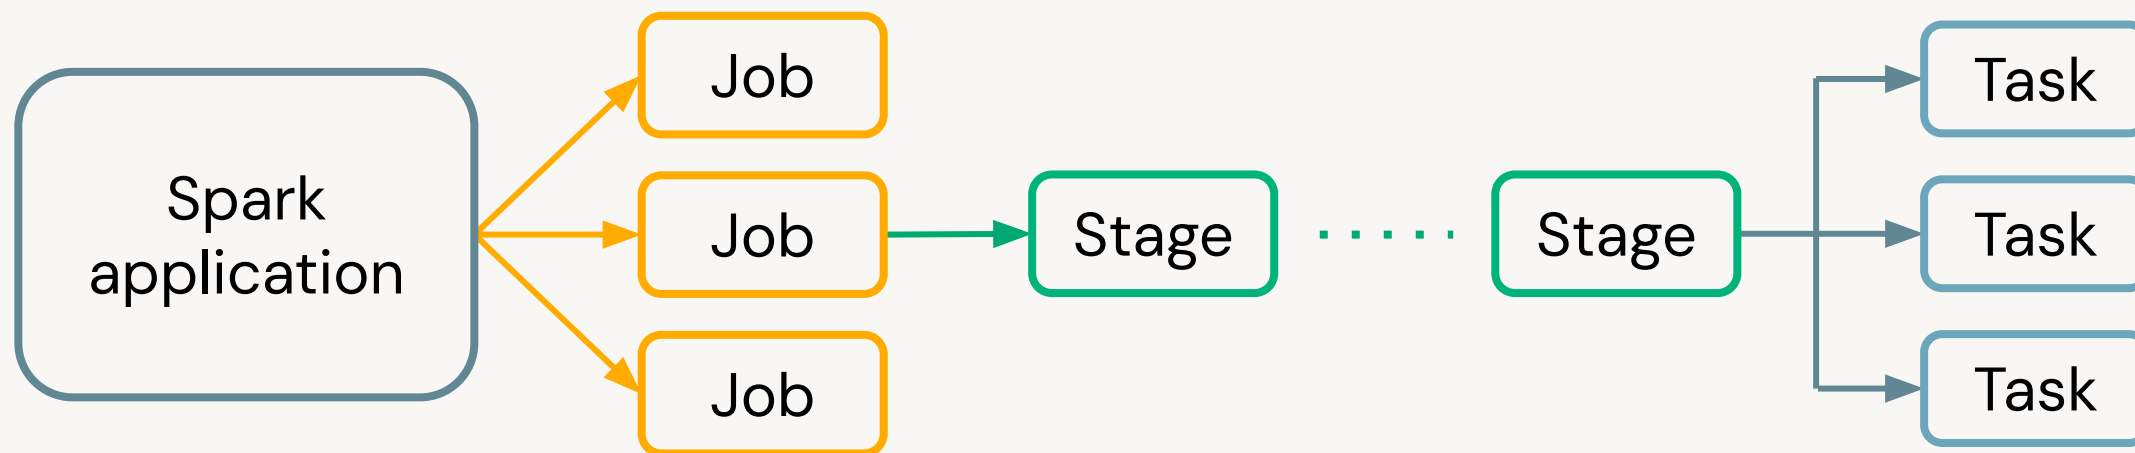 Spark
application
Job
Job
Job
Stage
Stage
Task
Task
Task